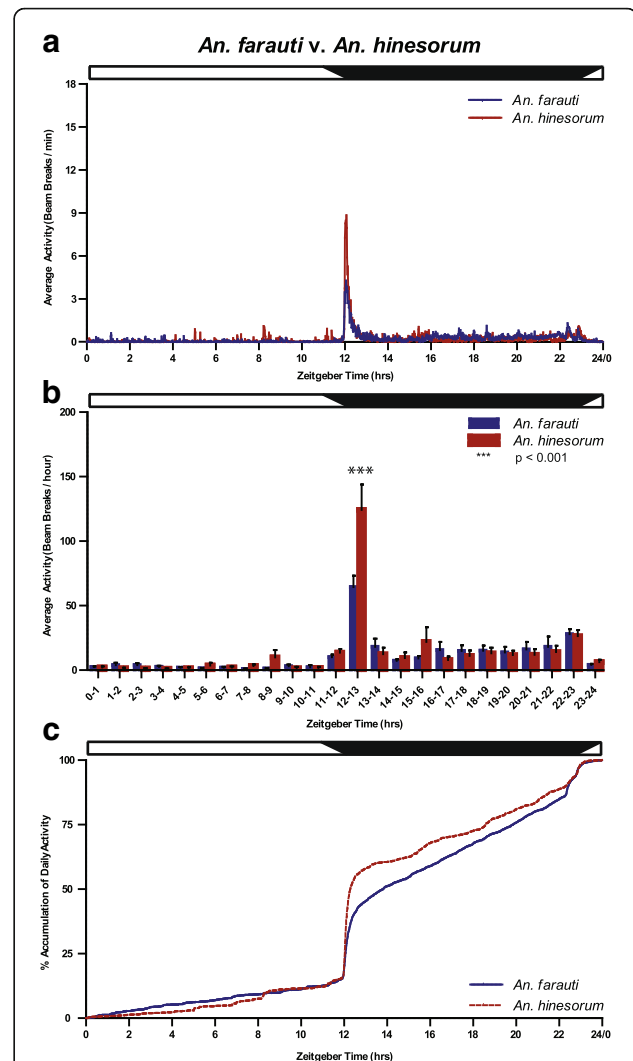 a
An. farauti v. An. hinesorum
18
15
12
9
6
3
0
Average Activity (Beam Breaks / min)
An. farauti
An. hinesorum
0 2 4 6 8 10 12 14 16 18 20 22 24/0
Zeitgeber Time (hrs)
b
200
150
100
50
0
Average Activity (Beam Breaks / hour)
An. farauti
An. hinesorum
*** p < 0.001
***
0-1 1-2 2-3 3-4 4-5 5-6 6-7 7-8 8-9 9-10 10-11 11-12 12-13 13-14 14-15 15-16 16-17 17-18 18-19 19-20 20-21 21-22 22-23 23-24
Zeitgeber Time (hrs)
c
100
75
50
25
0
% Accumulation of Daily Activity
An. farauti
An. hinesorum
0 2 4 6 8 10 12 14 16 18 20 22 24/0
Zeitgeber Time (hrs)